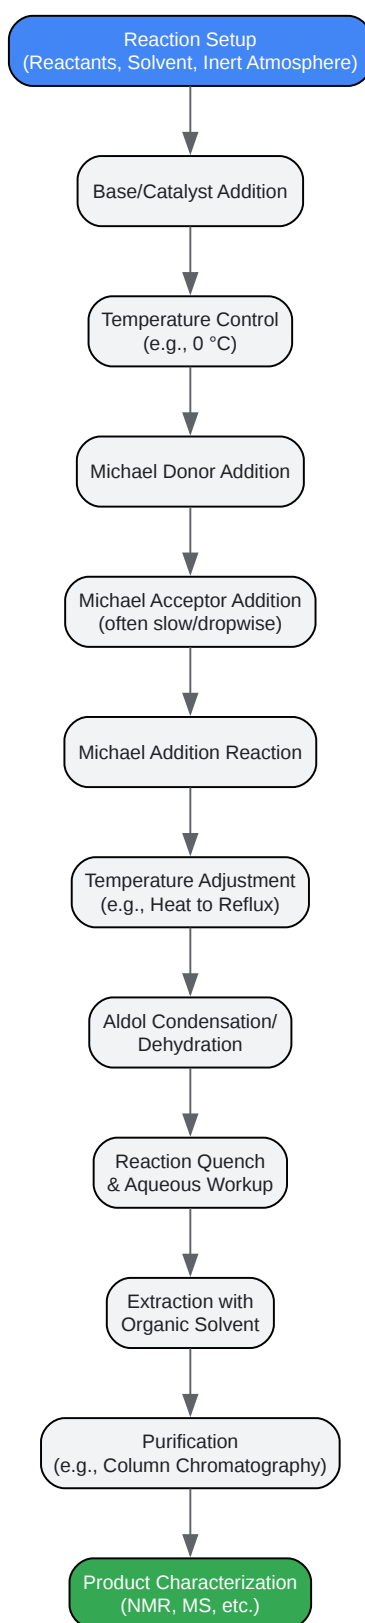 Reaction Setup
(Reactants, Solvent, Inert Atmosphere)
Base/Catalyst Addition
Temperature Control
(e.g., 0 °C)
Michael Donor Addition
Michael Acceptor Addition
(often slow/dropwise)
Michael Addition Reaction
Temperature Adjustment
(e.g., Heat to Reflux)
Aldol Condensation/
Dehydration
Reaction Quench
& Aqueous Workup
Extraction with
Organic Solvent
Purification
(e.g., Column Chromatography)
Product Characterization
(NMR, MS, etc.)